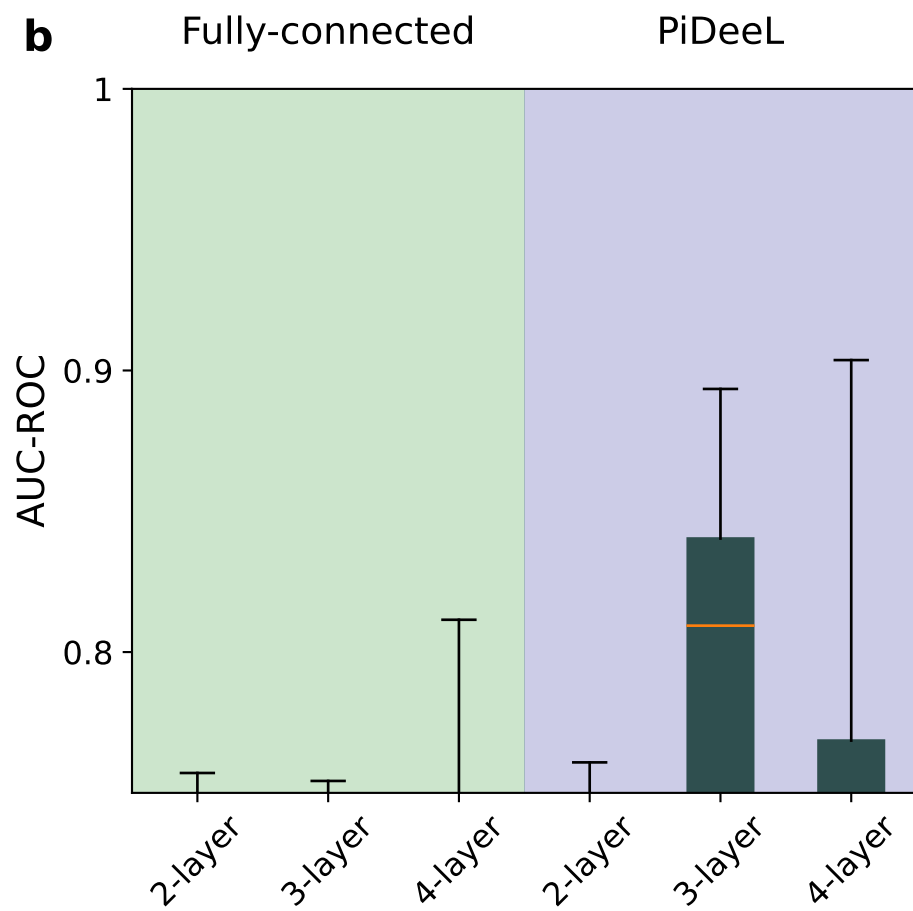 b
Fully-connected PiDeeL
1
0.9
0.8
AUC-ROC
2-layer 3-layer 4-layer 2-layer 3-layer 4-layer